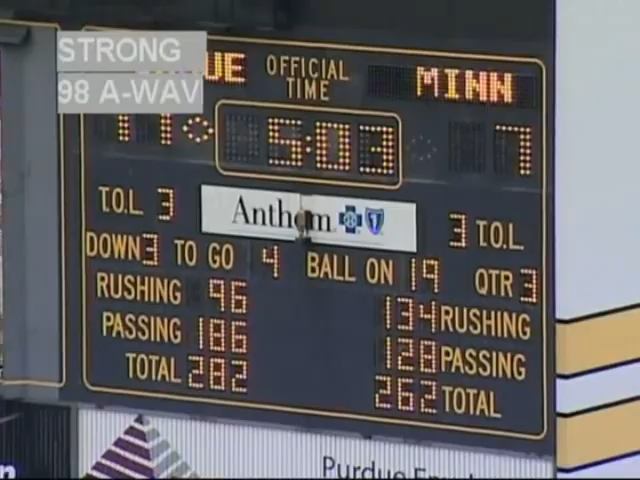 STRONG
98 A-WAV
UE OFFICIAL TIME MINN
5:03 7
T.O.L. 3 Anthem 3 T.O.L.
DOWN 3 TO GO 4 BALL ON 19 QTR 3
RUSHING 96 134 RUSHING
PASSING 186 128 PASSING
TOTAL 282 262 TOTAL
Purdue